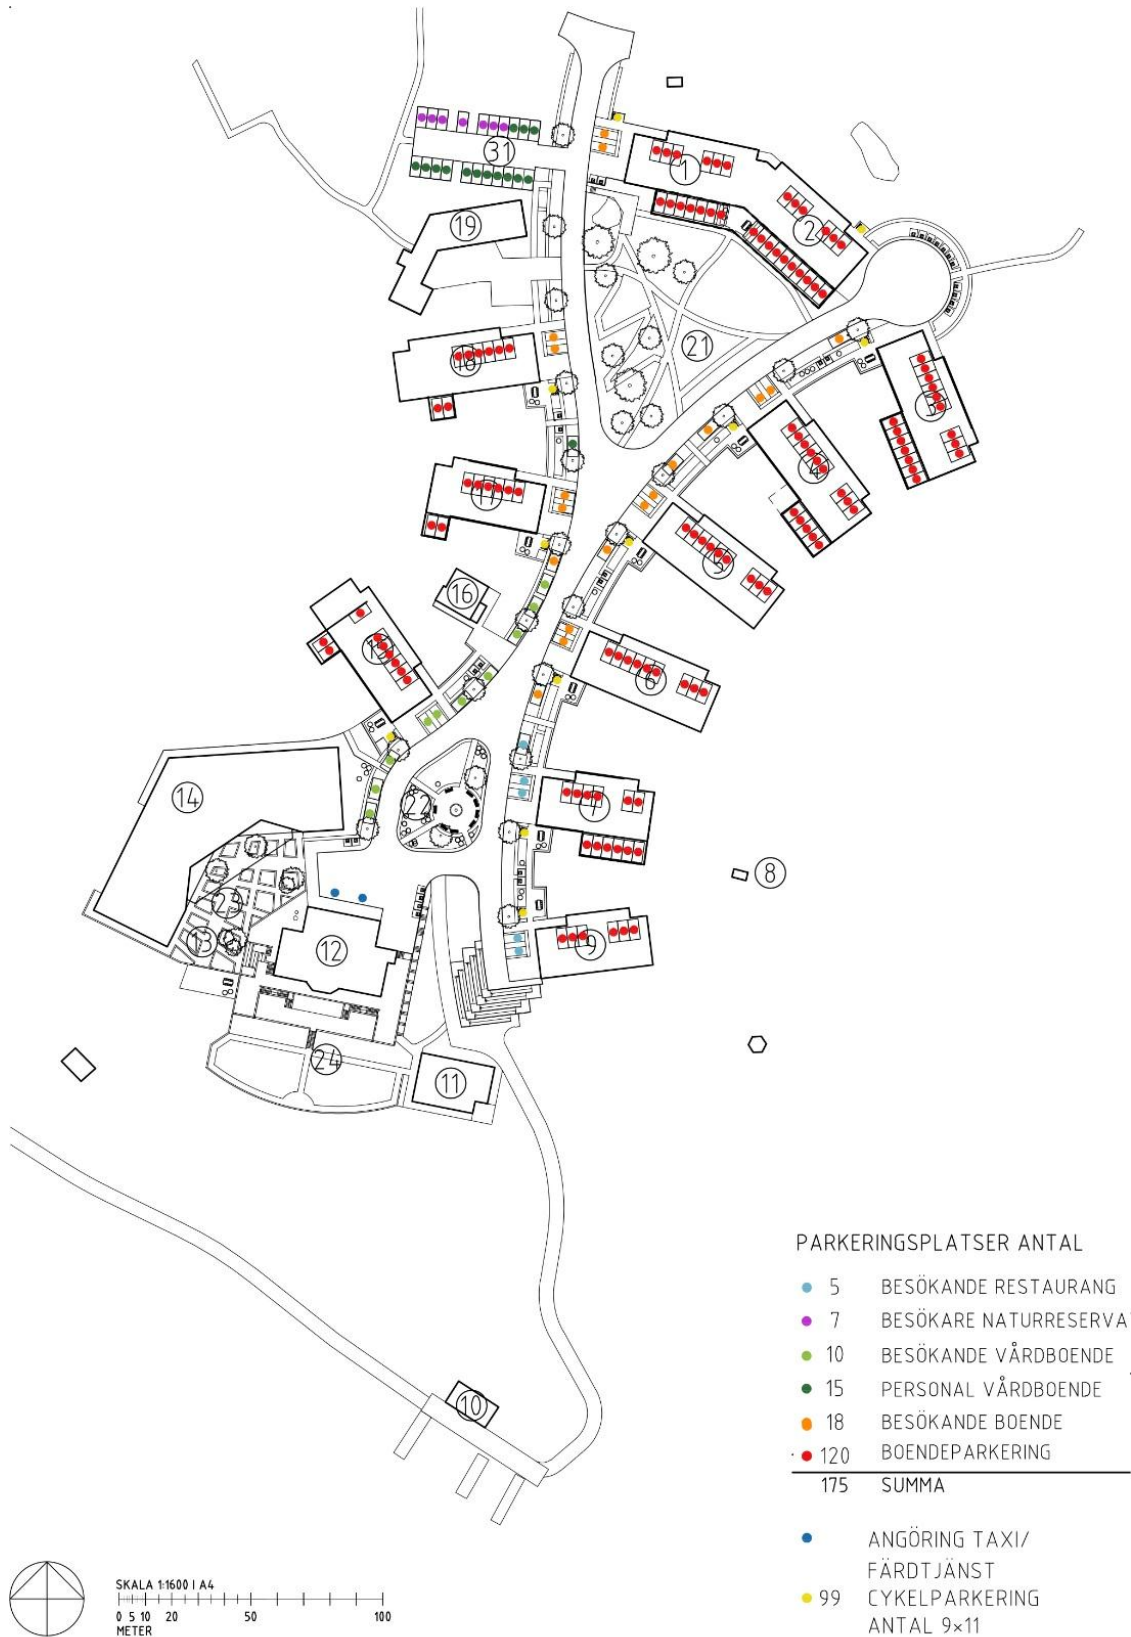 31
1
19
2
21
18
3
4
17
5
16
15
6
14
22
7
8
23
13
12
9
24
11
10
PARKERINGSPLATSER ANTAL
5 BESÖKANDE RESTAURANG
7 BESÖKARE NATURRESERVA
10 BESÖKANDE VÅRDBOENDE
15 PERSONAL VÅRDBOENDE
18 BESÖKANDE BOENDE
120 BOENDEPARKERING
175 SUMMA
ANGÖRING TAXI/
FÄRDTJÄNST
99 CYKELPARKERING
ANTAL 9×11
SKALA 1:1600 I A4
0 5 10 20 50 100
METER